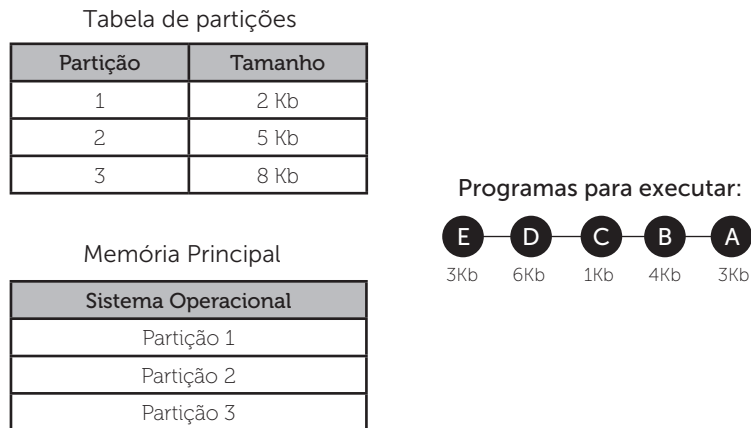 Tabela de partições
Partição Tamanho
1 2 Kb
2 5 Kb
3 8 Kb
Memória Principal
Sistema Operacional
Partição 1
Partição 2
Partição 3
Programas para executar:
E D C B A
3Kb 6Kb 1Kb 4Kb 3Kb